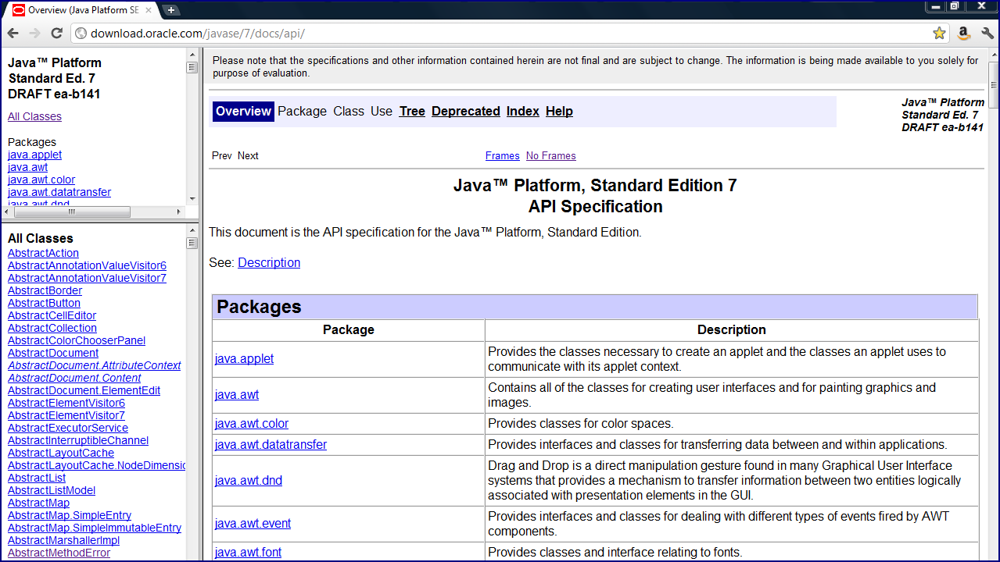 Overview (Java Platform SE
download.oracle.com/javase/7/docs/api/
Java™ Platform
Standard Ed. 7
DRAFT ea-b141
All Classes
Packages
java.applet
java.awt
java.awt.color
java.awt.datatransfer
java.awt.dnd
All Classes
AbstractAction
AbstractAnnotationValueVisitor6
AbstractAnnotationValueVisitor7
AbstractBorder
AbstractButton
AbstractCellEditor
AbstractCollection
AbstractColorChooserPanel
AbstractDocument
AbstractDocument.AttributeContext
AbstractDocument.Content
AbstractDocument.ElementEdit
AbstractElementVisitor6
AbstractElementVisitor7
AbstractExecutorService
AbstractInterruptibleChannel
AbstractLayoutCache
AbstractLayoutCache.NodeDimensio
AbstractList
AbstractListModel
AbstractMap
AbstractMap.SimpleEntry
AbstractMap.SimpleImmutableEntry
AbstractMarshallerImpl
AbstractMethodError
Please note that the specifications and other information contained herein are not final and are subject to change. The information is being made available to you solely for
purpose of evaluation.
Overview Package Class Use Tree Deprecated Index Help
Java™ Platform
Standard Ed. 7
DRAFT ea-b141
Prev Next
Frames No Frames
Java™ Platform, Standard Edition 7
API Specification
This document is the API specification for the Java™ Platform, Standard Edition.
See: Description
Packages
Package Description
java.applet
Provides the classes necessary to create an applet and the classes an applet uses to
communicate with its applet context.
java.awt
Contains all of the classes for creating user interfaces and for painting graphics and
images.
java.awt.color Provides classes for color spaces.
java.awt.datatransfer Provides interfaces and classes for transferring data between and within applications.
java.awt.dnd
Drag and Drop is a direct manipulation gesture found in many Graphical User Interface
systems that provides a mechanism to transfer information between two entities logically
associated with presentation elements in the GUI.
java.awt.event
Provides interfaces and classes for dealing with different types of events fired by AWT
components.
java.awt.font Provides classes and interface relating to fonts.